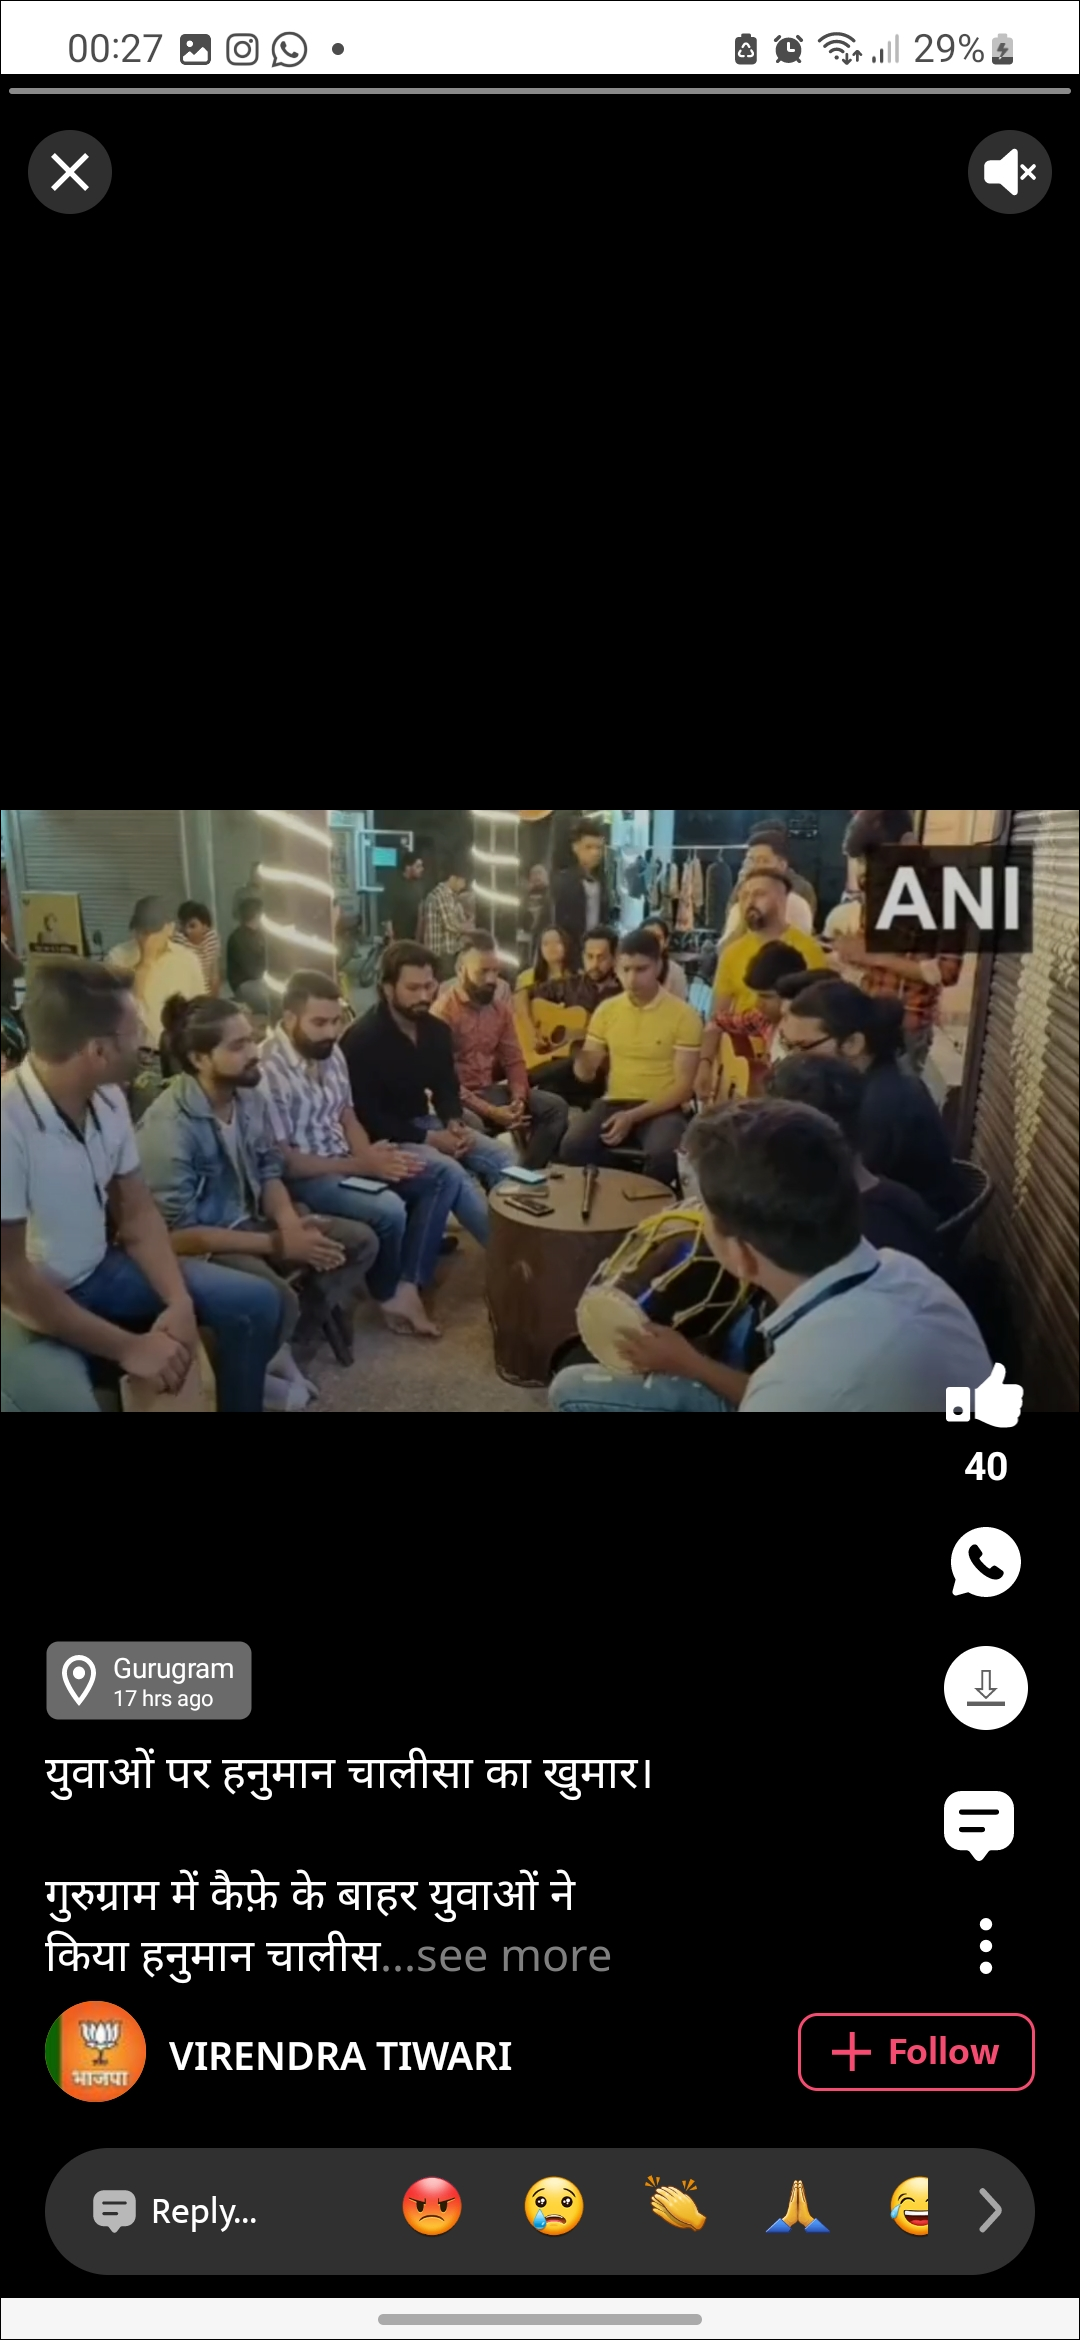 00:27
29%
ANI
40
Gurugram
17 hrs ago
युवाओं पर हनुमान चालीसा का खुमार।
गुरुग्राम में कैफ़े के बाहर युवाओं ने
किया हनुमान चालीस...see more
भाजपा
VIRENDRA TIWARI
Follow
Reply...